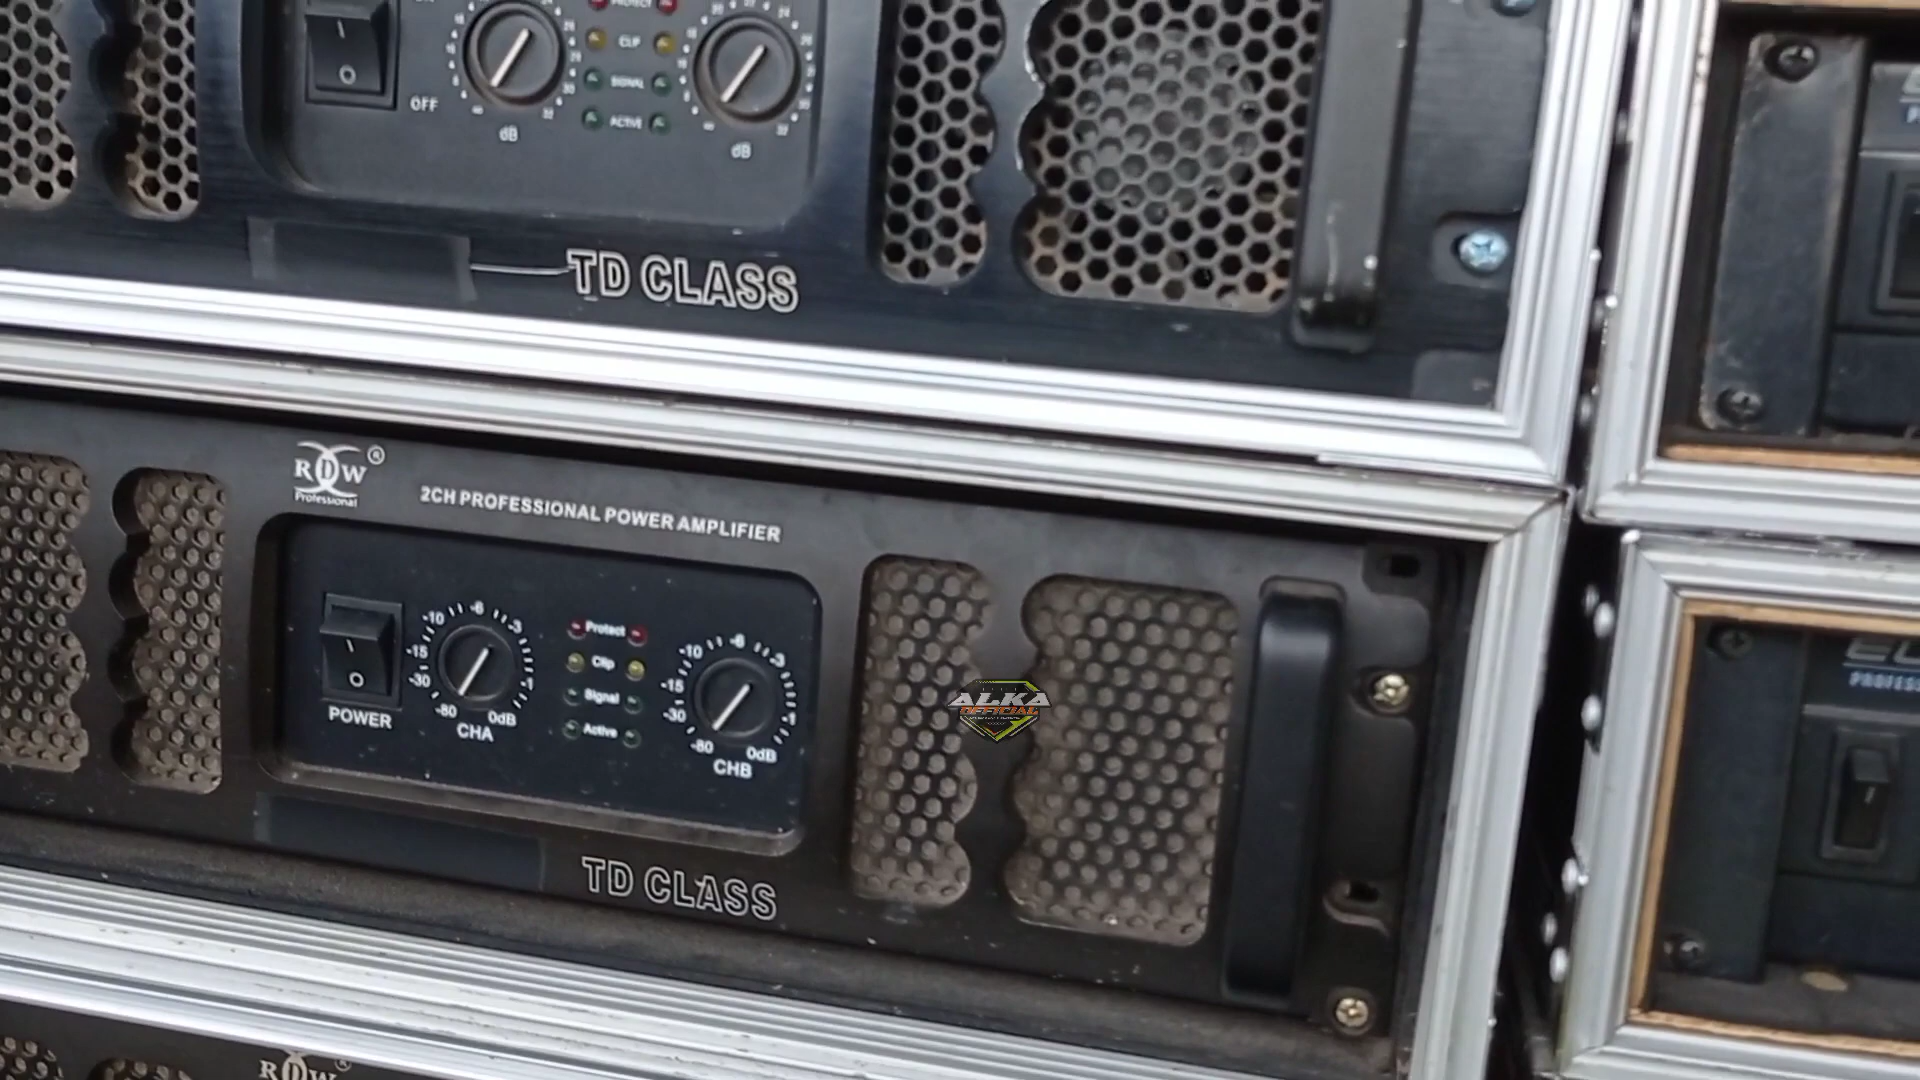 PROTECT
CLIP
SIGNAL
ACTIVE
OFF
dB
dB
TD CLASS
RDW®
Professional
2CH PROFESSIONAL POWER AMPLIFIER
-10 -6 -3
-15
-30
-80 0dB
CHA
POWER
Protect
Clip
Signal
Active
-10 -6 -3
-15
-30
-80 0dB
CHB
ALKA
OFFICIAL
TD CLASS
RDW